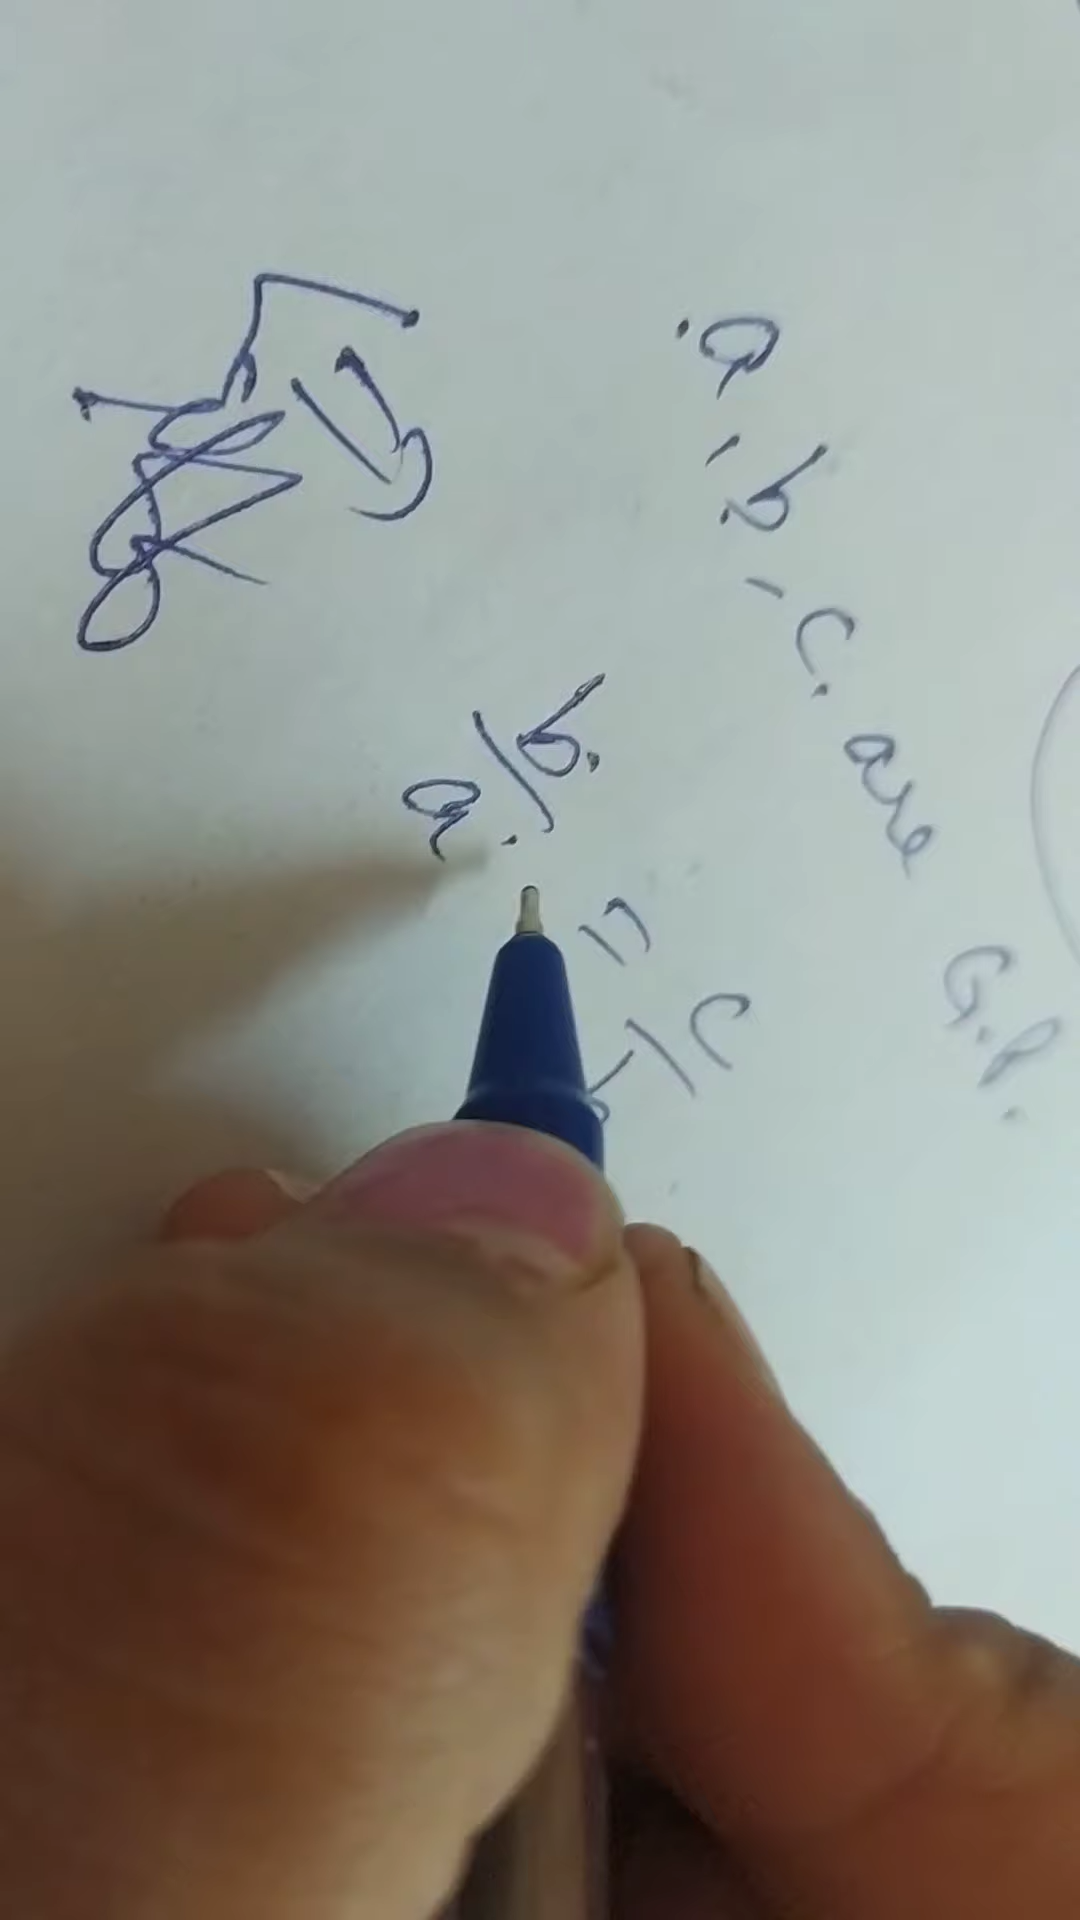 a, b, c. are G.P.
b/a = c/b